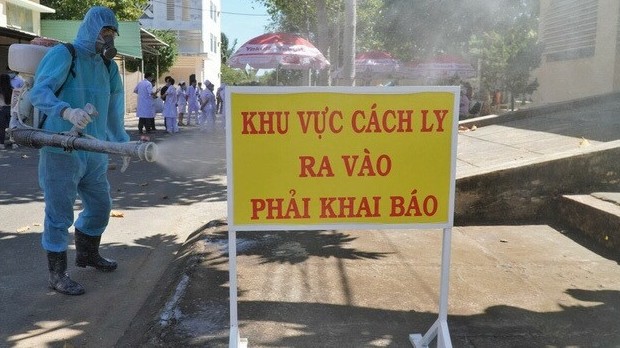 KHU VỰC CÁCH LY
RA VÀO
PHẢI KHAI BÁO